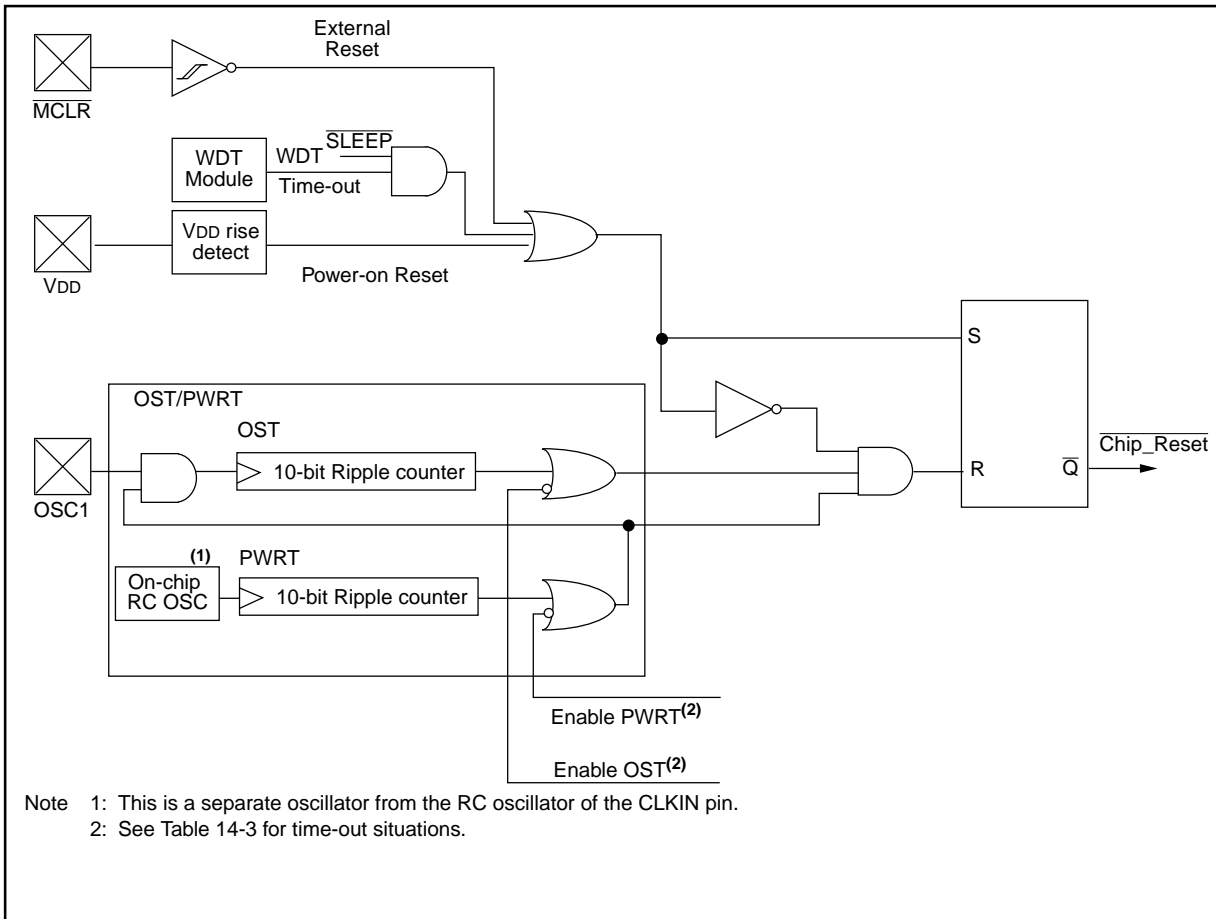 External
Reset
M̅C̅L̅R̅
S̅L̅E̅E̅P̅
WDT
Module
WDT
Time-out
VDD rise
detect
VDD
Power-on Reset
S
OST/PWRT
OST
10-bit Ripple counter
OSC1
R
Q̅
C̅h̅i̅p̅_̅R̅e̅s̅e̅t̅
(1)
PWRT
On-chip
RC OSC
10-bit Ripple counter
Enable PWRT(2)
Enable OST(2)
Note 1: This is a separate oscillator from the RC oscillator of the CLKIN pin.
2: See Table 14-3 for time-out situations.